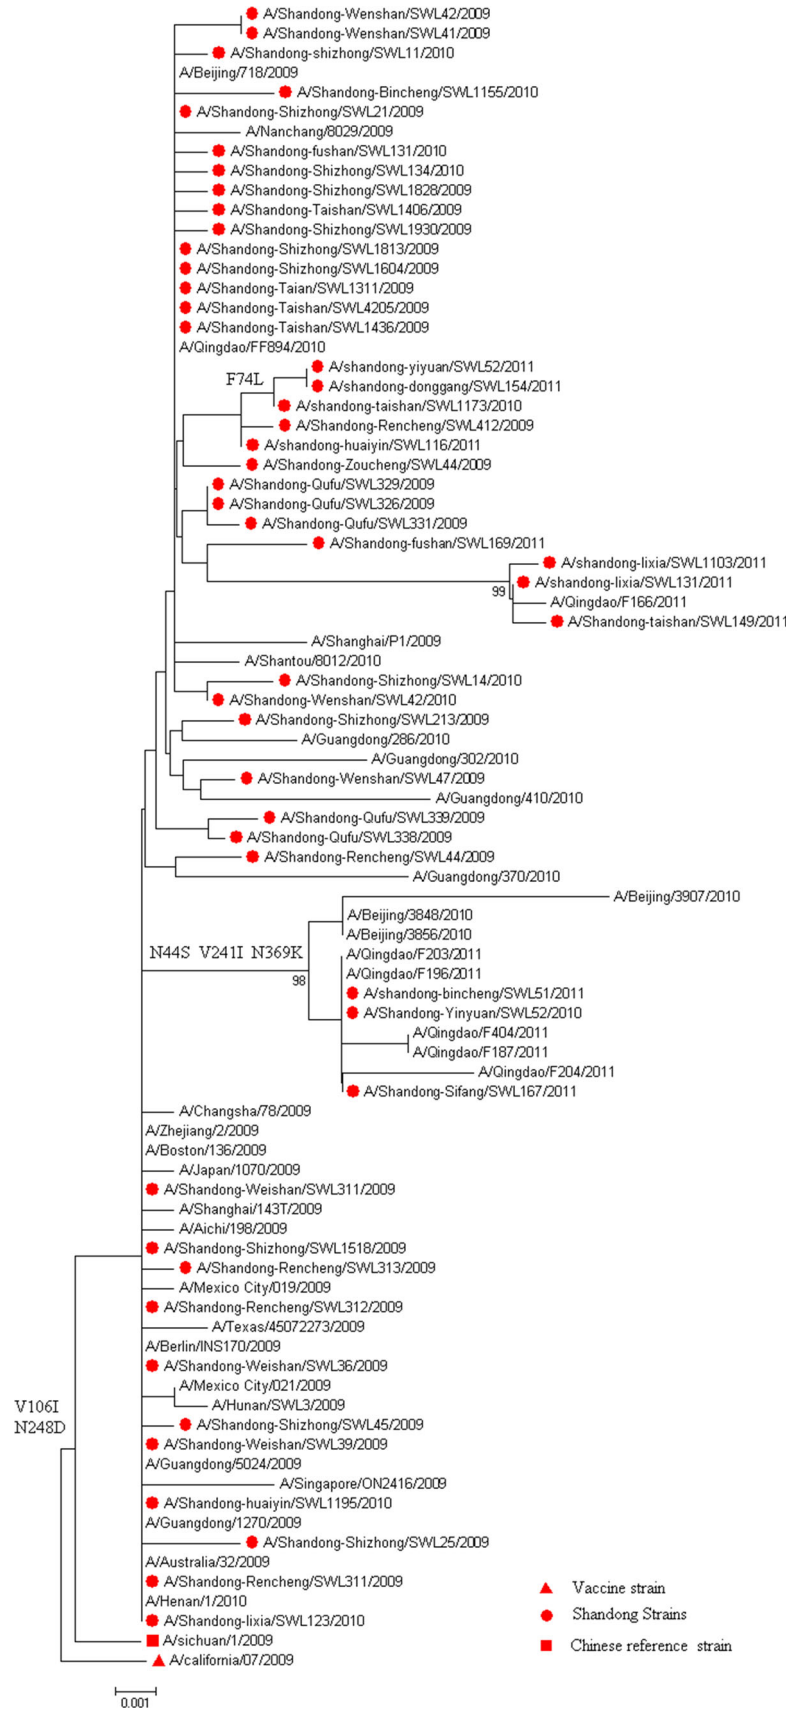 A/Shandong-Wenshan/SWL42/2009
A/Shandong-Wenshan/SWL41/2009
A/Shandong-shizhong/SWL11/2010
A/Beijing/718/2009
A/Shandong-Bincheng/SWL1155/2010
A/Shandong-Shizhong/SWL21/2009
A/Nanchang/8029/2009
A/Shandong-fushan/SWL131/2010
A/Shandong-Shizhong/SWL134/2010
A/Shandong-Shizhong/SWL1828/2009
A/Shandong-Taishan/SWL1406/2009
A/Shandong-Shizhong/SWL1930/2009
A/Shandong-Shizhong/SWL1813/2009
A/Shandong-Shizhong/SWL1604/2009
A/Shandong-Taian/SWL1311/2009
A/Shandong-Taishan/SWL4205/2009
A/Shandong-Taishan/SWL1436/2009
A/Qingdao/FF894/2010
A/shandong-yiyuan/SWL52/2011
F74L
A/shandong-donggang/SWL154/2011
A/shandong-taishan/SWL1173/2010
A/Shandong-Rencheng/SWL412/2009
A/shandong-huaiyin/SWL116/2011
A/Shandong-Zoucheng/SWL44/2009
A/Shandong-Qufu/SWL329/2009
A/Shandong-Qufu/SWL326/2009
A/Shandong-Qufu/SWL331/2009
A/Shandong-fushan/SWL169/2011
A/shandong-lixia/SWL1103/2011
99
A/shandong-lixia/SWL131/2011
A/Qingdao/F166/2011
A/Shandong-taishan/SWL149/2011
A/Shanghai/P1/2009
A/Shantou/8012/2010
A/Shandong-Shizhong/SWL14/2010
A/Shandong-Wenshan/SWL42/2010
A/Shandong-Shizhong/SWL213/2009
A/Guangdong/286/2010
A/Guangdong/302/2010
A/Shandong-Wenshan/SWL47/2009
A/Guangdong/410/2010
A/Shandong-Qufu/SWL339/2009
A/Shandong-Qufu/SWL338/2009
A/Shandong-Rencheng/SWL44/2009
A/Guangdong/370/2010
A/Beijing/3907/2010
A/Beijing/3848/2010
A/Beijing/3856/2010
N44S V241I N369K
98
A/Qingdao/F203/2011
A/Qingdao/F196/2011
A/shandong-bincheng/SWL51/2011
A/Shandong-Yinyuan/SWL52/2010
A/Qingdao/F404/2011
A/Qingdao/F187/2011
A/Qingdao/F204/2011
A/Shandong-Sifang/SWL167/2011
A/Changsha/78/2009
A/Zhejiang/2/2009
A/Boston/136/2009
A/Japan/1070/2009
A/Shandong-Weishan/SWL311/2009
A/Shanghai/143T/2009
A/Aichi/198/2009
A/Shandong-Shizhong/SWL1518/2009
A/Shandong-Rencheng/SWL313/2009
A/Mexico City/019/2009
A/Shandong-Rencheng/SWL312/2009
A/Texas/45072273/2009
A/Berlin/INS170/2009
A/Shandong-Weishan/SWL36/2009
A/Mexico City/021/2009
A/Hunan/SWL3/2009
V106I
N248D
A/Shandong-Shizhong/SWL45/2009
A/Shandong-Weishan/SWL39/2009
A/Guangdong/5024/2009
A/Singapore/ON2416/2009
A/Shandong-huaiyin/SWL1195/2010
A/Guangdong/1270/2009
A/Shandong-Shizhong/SWL25/2009
A/Australia/32/2009
A/Shandong-Rencheng/SWL311/2009
A/Henan/1/2010
A/Shandong-lixia/SWL123/2010
A/sichuan/1/2009
A/california/07/2009
Vaccine strain
Shandong Strains
Chinese reference strain
0.001